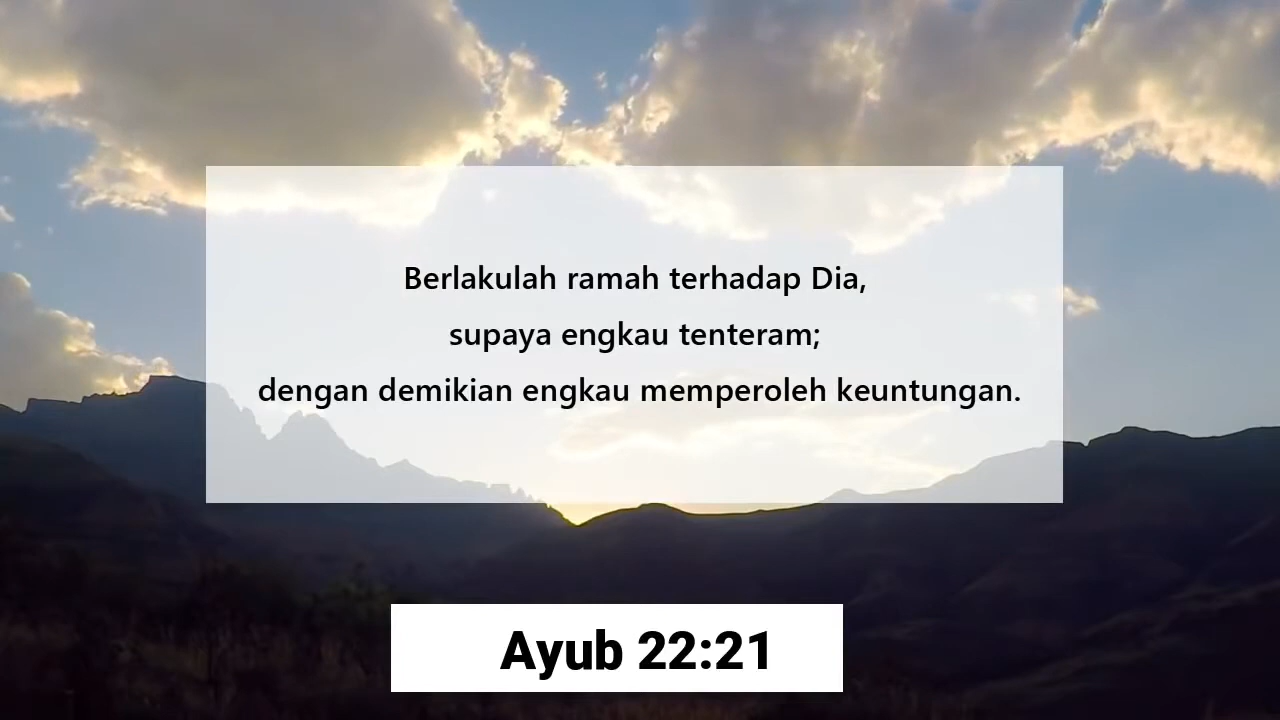 Berlakulah ramah terhadap Dia,
supaya engkau tenteram;
dengan demikian engkau memperoleh keuntungan.
Ayub 22:21